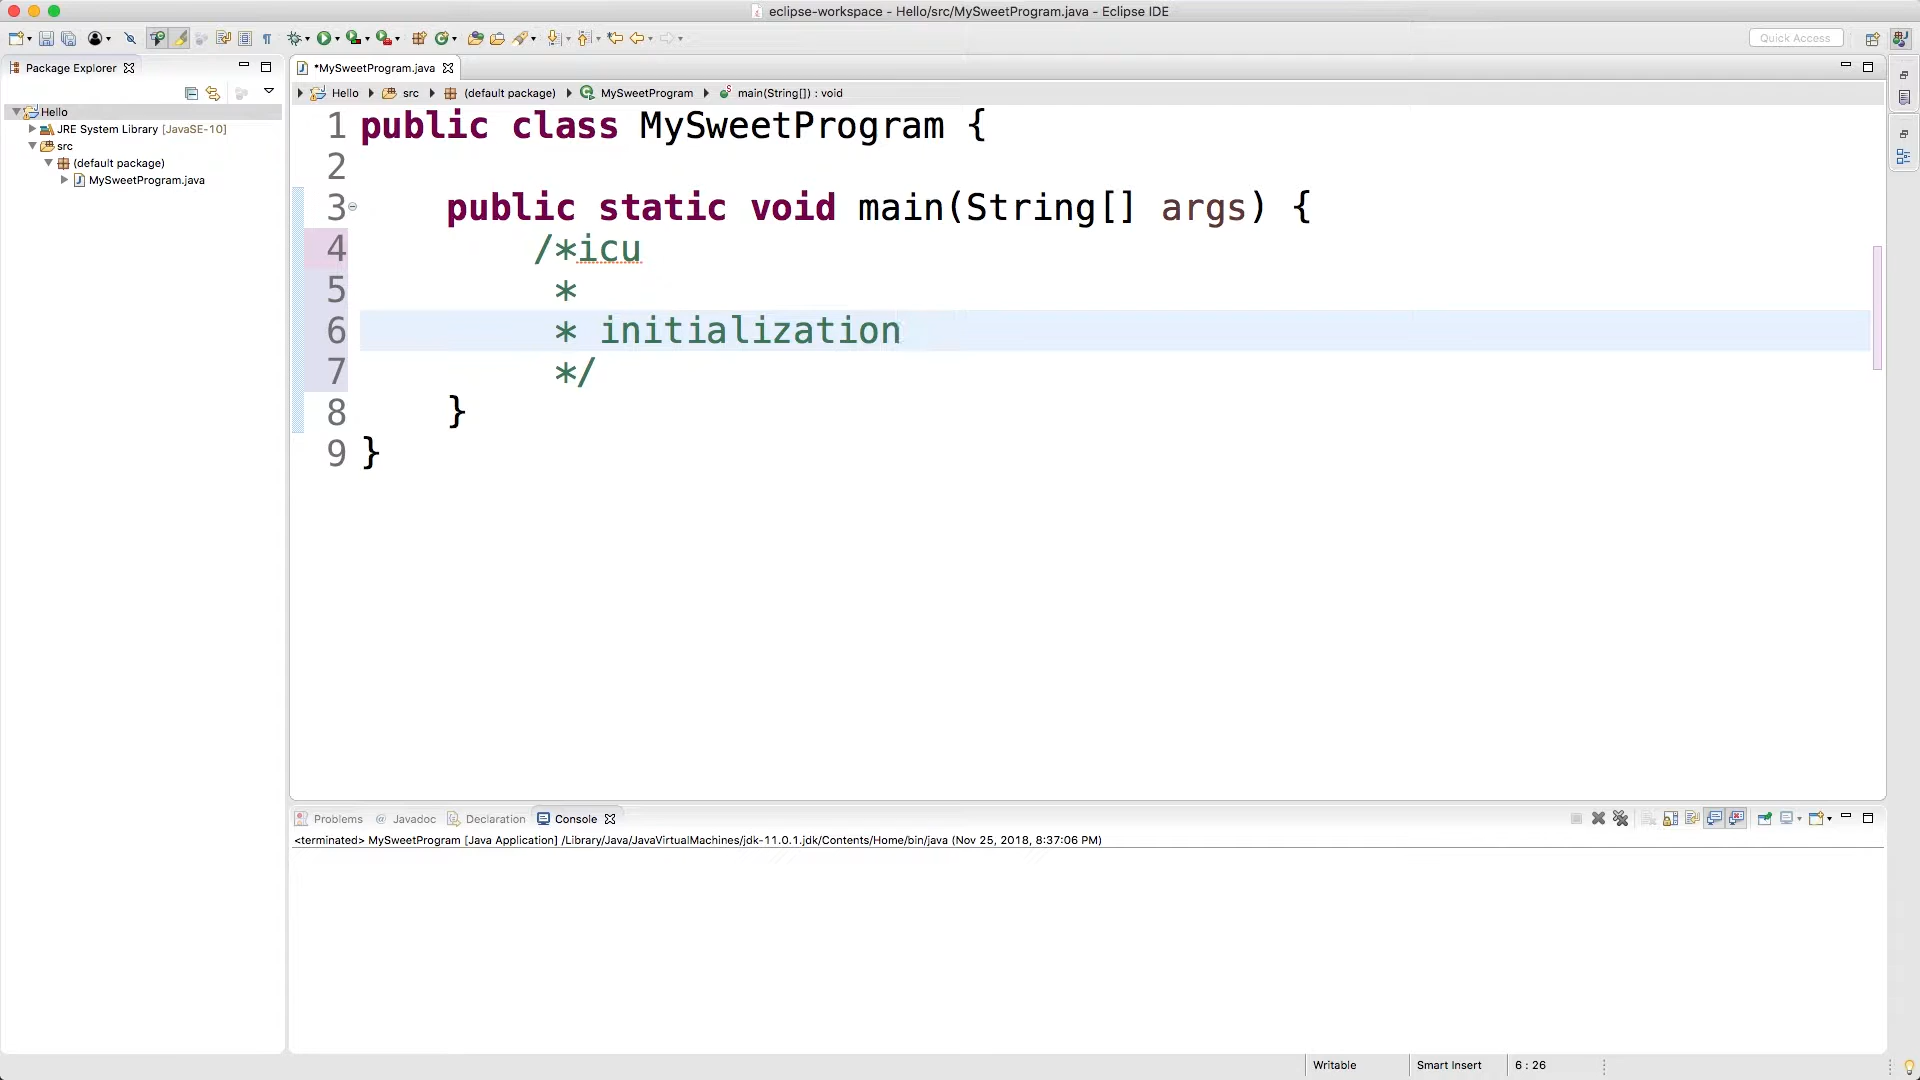 eclipse-workspace - Hello/src/MySweetProgram.java - Eclipse IDE
Quick Access
Package Explorer
*MySweetProgram.java
Hello src (default package) MySweetProgram main(String[]) : void
Hello
JRE System Library [JavaSE-10]
src
(default package)
MySweetProgram.java
1 public class MySweetProgram {
2
3 public static void main(String[] args) {
4 /*icu
5 *
6 * initialization
7 */
8 }
9 }
Problems @ Javadoc Declaration Console
<terminated> MySweetProgram [Java Application] /Library/Java/JavaVirtualMachines/jdk-11.0.1.jdk/Contents/Home/bin/java (Nov 25, 2018, 8:37:06 PM)
Writable Smart Insert 6 : 26